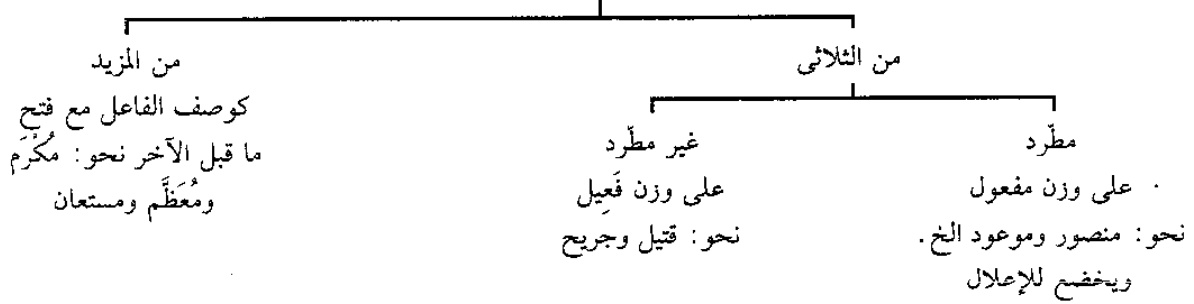 من الثلاثى
مطّرد
على وزن مفعول
نحو: منصور وموعود الخ.
ويخضع للإعلال
غير مطّرد
على وزن فَعِيل
نحو: قتيل وجريح
من المزيد
كوصف الفاعل مع فتح
ما قبل الآخر نحو: مُكْرَم
ومُعَظَّم ومستعان